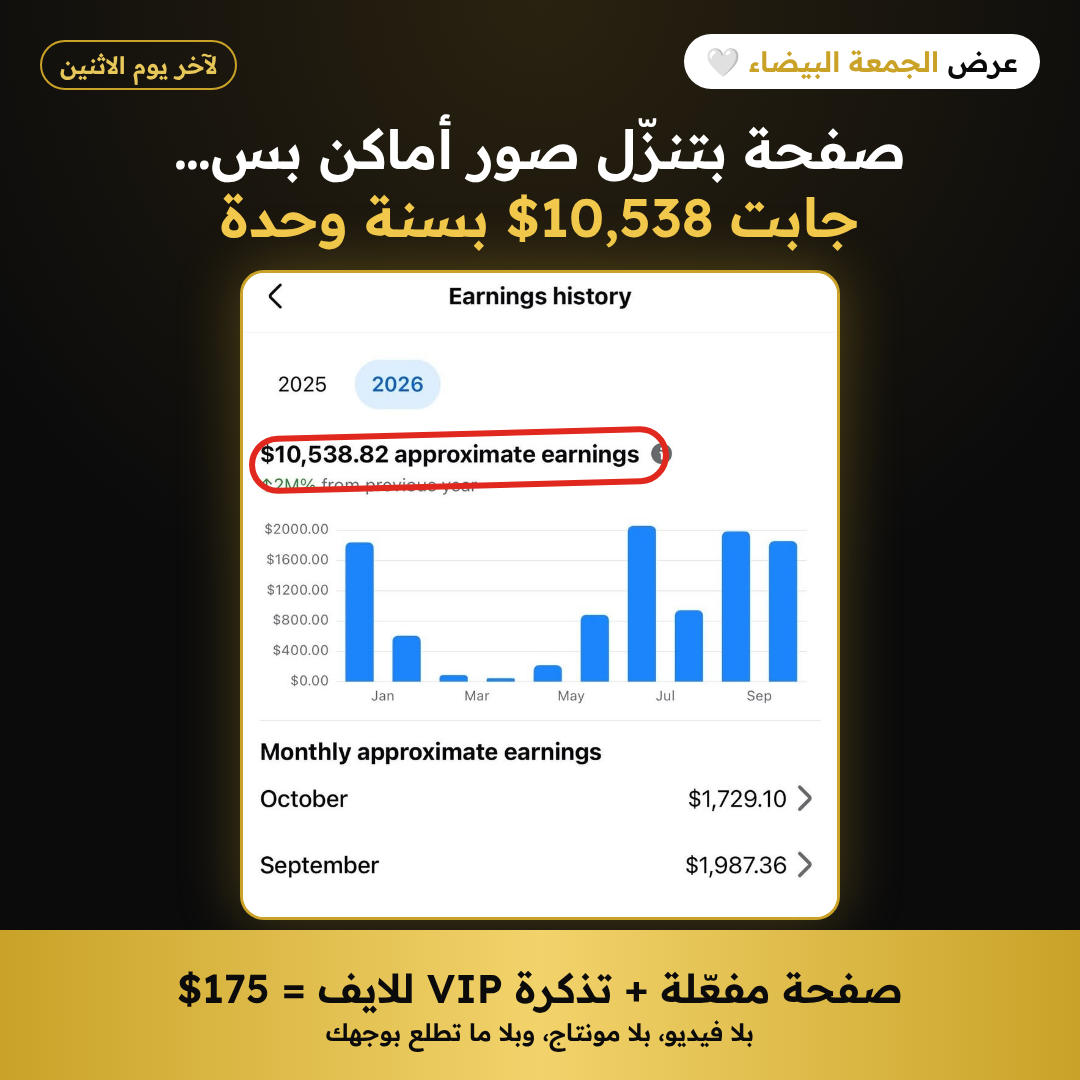 عرض الجمعة البيضاء 🤍
لآخر يوم الاثنين
صفحة بتنزّل صور أماكن بس...
جابت 10,538$ بسنة وحدة
Earnings history
2025 2026
$10,538.82 approximate earnings
$2M% from previous year
$2000.00
$1600.00
$1200.00
$800.00
$400.00
$0.00
Jan Mar May Jul Sep
Monthly approximate earnings
October $1,729.10
September $1,987.36
صفحة مفعّلة + تذكرة VIP للايف = 175$
بلا فيديو، بلا مونتاج، وبلا ما تطلع بوجهك